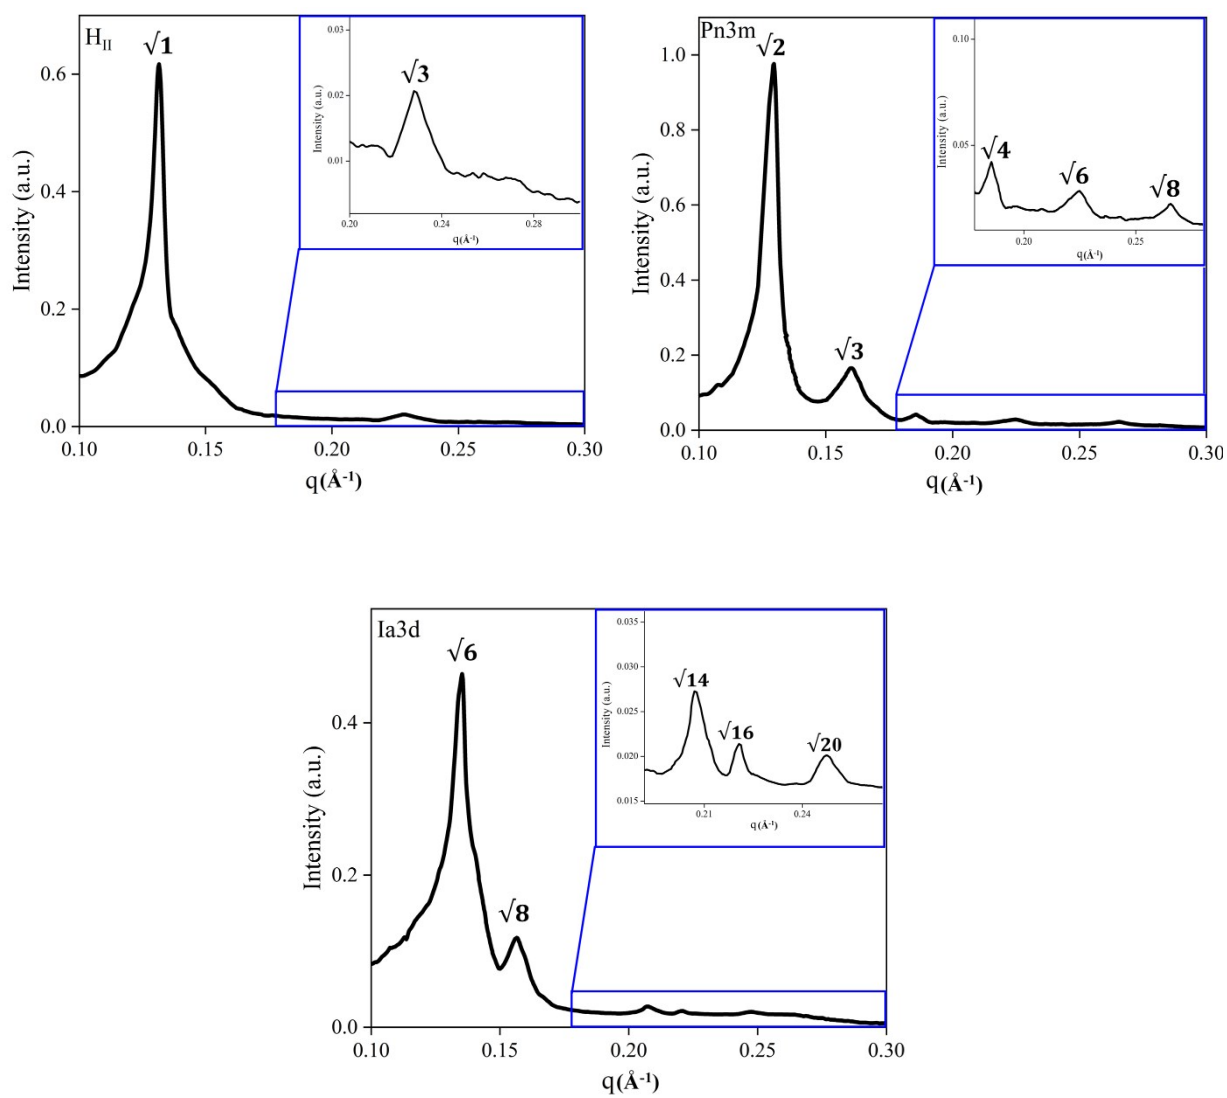 H_II
√1
0.6
0.4
0.2
0.0
Intensity (a.u.)
0.10 0.15 0.20 0.25 0.30
q(Å⁻¹)
√3
0.03
0.02
0.01
Intensity (a.u.)
0.20 0.24 0.28
q(Å⁻¹)
Pn3m
√2
√3
1.0
0.8
0.6
0.4
0.2
0.0
Intensity (a.u.)
0.10 0.15 0.20 0.25 0.30
q(Å⁻¹)
0.10
0.05
Intensity (a.u.)
√4
√6
√8
0.20 0.25
q(Å⁻¹)
Ia3d
√6
√8
0.4
0.2
0.0
Intensity (a.u.)
0.10 0.15 0.20 0.25 0.30
q(Å⁻¹)
0.035
0.030
0.025
0.020
0.015
Intensity (a.u.)
√14
√16
√20
0.21 0.24
q(Å⁻¹)